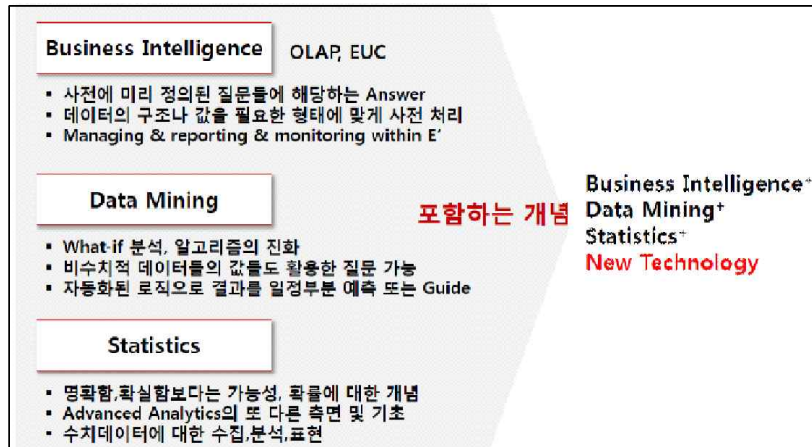 Business Intelligence OLAP, EUC
▪ 사전에 미리 정의된 질문들에 해당하는 Answer
▪ 데이터의 구조나 값을 필요한 형태에 맞게 사전 처리
▪ Managing & reporting & monitoring within E'
Data Mining
▪ What-if 분석, 알고리즘의 진화
▪ 비수치적 데이터들의 값들도 활용한 질문 가능
▪ 자동화된 로직으로 결과를 일정부분 예측 또는 Guide
Statistics
▪ 명확함,확실함보다는 가능성, 확률에 대한 개념
▪ Advanced Analytics의 또 다른 측면 및 기초
▪ 수치데이터에 대한 수집,분석,표현
포함하는 개념
Business Intelligence+
Data Mining+
Statistics+
New Technology